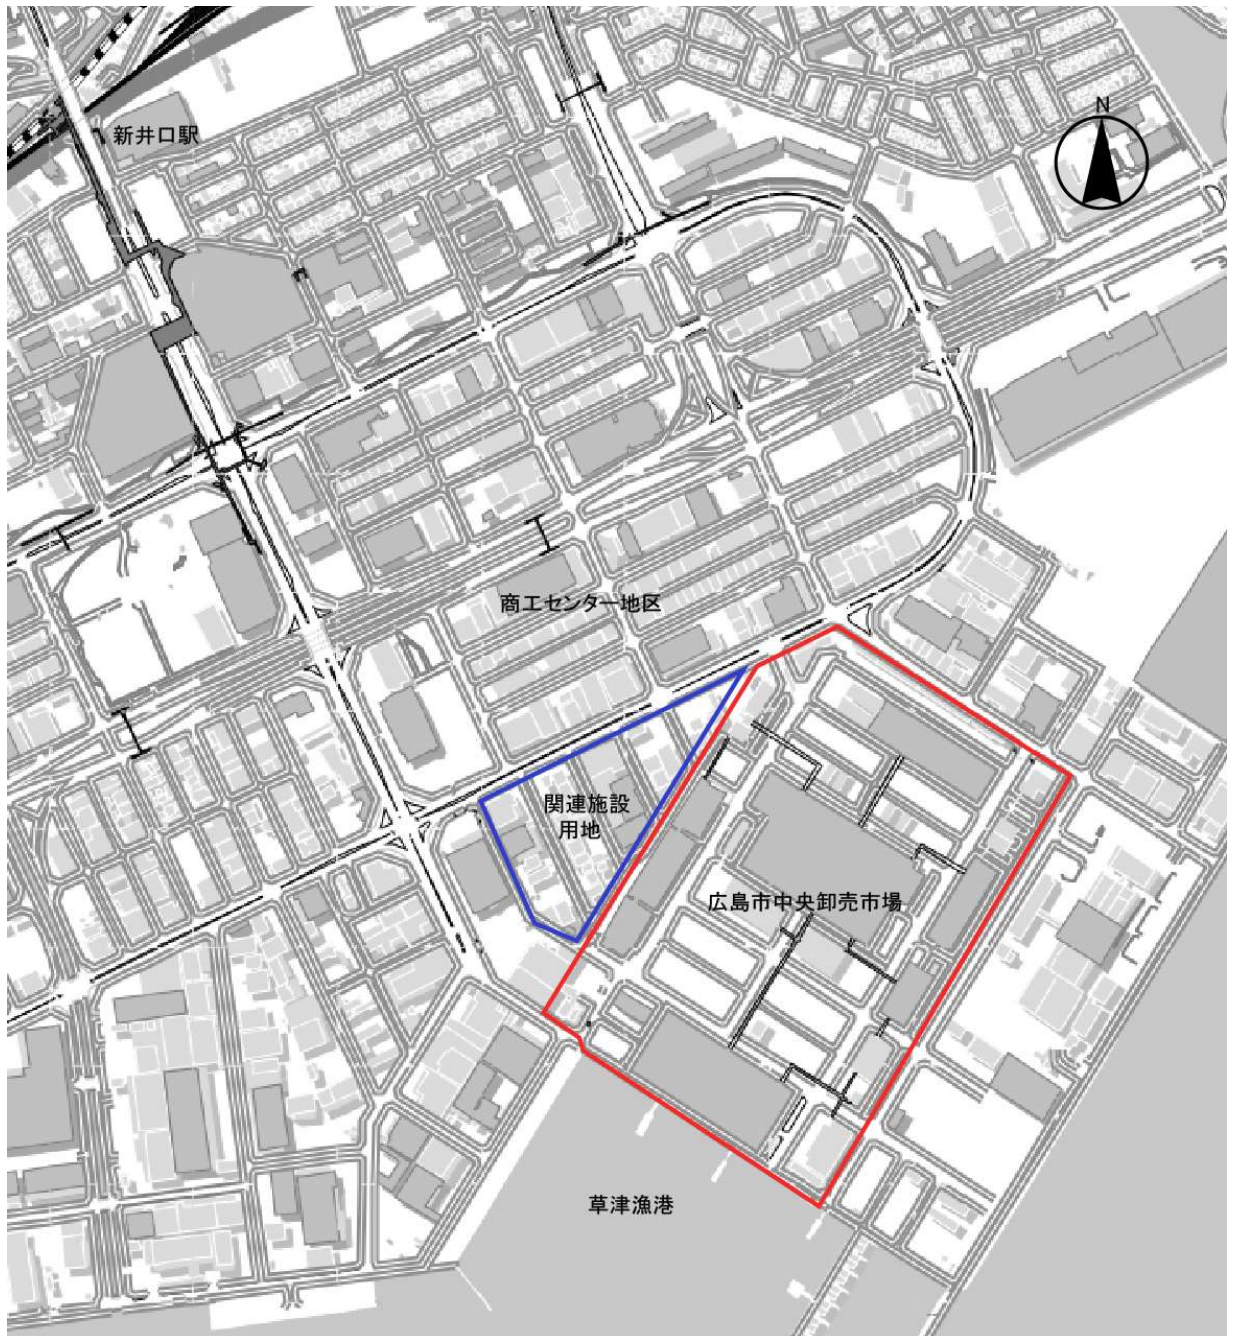 N
新井口駅
商工センター地区
関連施設
用地
広島市中央卸売市場
草津漁港